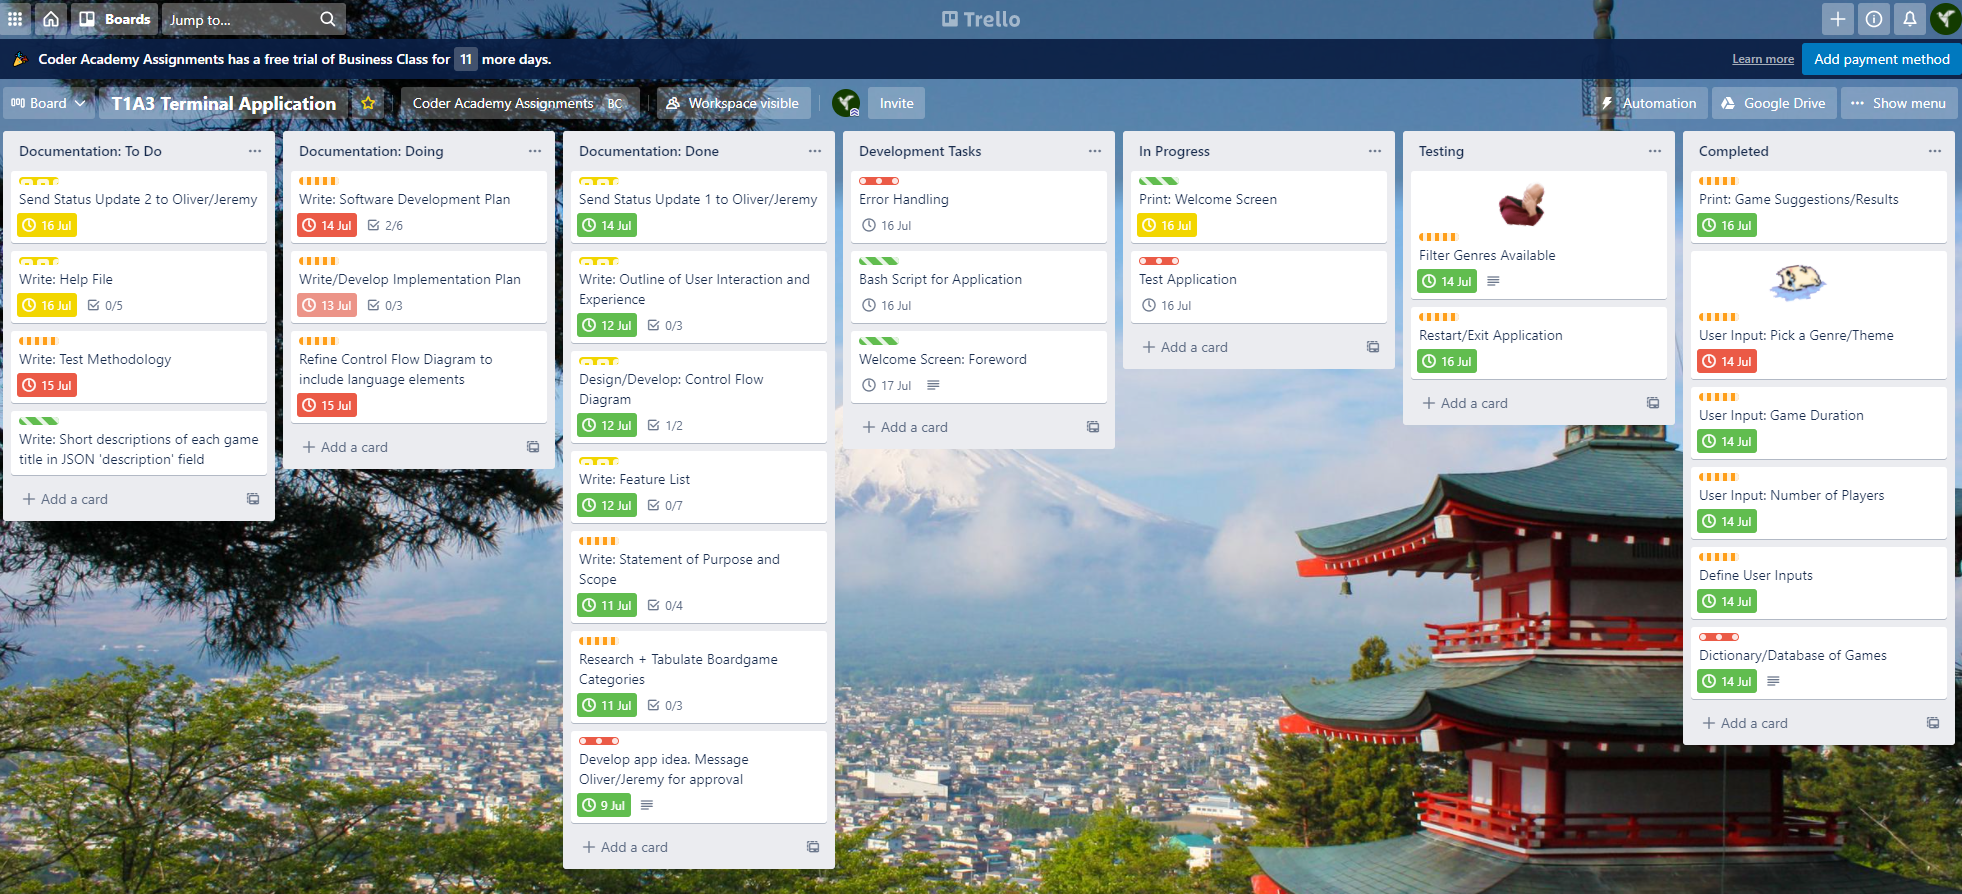 Boards
Jump to...
Trello
Coder Academy Assignments has a free trial of Business Class for 11 more days.
Learn more
Add payment method
Board
T1A3 Terminal Application
Coder Academy Assignments BC
Workspace visible
Invite
Automation
Google Drive
Show menu
Documentation: To Do
Send Status Update 2 to Oliver/Jeremy
16 Jul
Write: Help File
16 Jul 0/5
Write: Test Methodology
15 Jul
Write: Short descriptions of each game
title in JSON 'description' field
Add a card
Documentation: Doing
Write: Software Development Plan
14 Jul 2/6
Write/Develop Implementation Plan
13 Jul 0/3
Refine Control Flow Diagram to
include language elements
15 Jul
Add a card
Documentation: Done
Send Status Update 1 to Oliver/Jeremy
14 Jul
Write: Outline of User Interaction and
Experience
12 Jul 0/3
Design/Develop: Control Flow
Diagram
12 Jul 1/2
Write: Feature List
12 Jul 0/7
Write: Statement of Purpose and
Scope
11 Jul 0/4
Research + Tabulate Boardgame
Categories
11 Jul 0/3
Develop app idea. Message
Oliver/Jeremy for approval
9 Jul
Add a card
Development Tasks
Error Handling
16 Jul
Bash Script for Application
16 Jul
Welcome Screen: Foreword
17 Jul
Add a card
In Progress
Print: Welcome Screen
16 Jul
Test Application
16 Jul
Add a card
Testing
Filter Genres Available
14 Jul
Restart/Exit Application
16 Jul
Add a card
Completed
Print: Game Suggestions/Results
16 Jul
User Input: Pick a Genre/Theme
14 Jul
User Input: Game Duration
14 Jul
User Input: Number of Players
14 Jul
Define User Inputs
14 Jul
Dictionary/Database of Games
14 Jul
Add a card